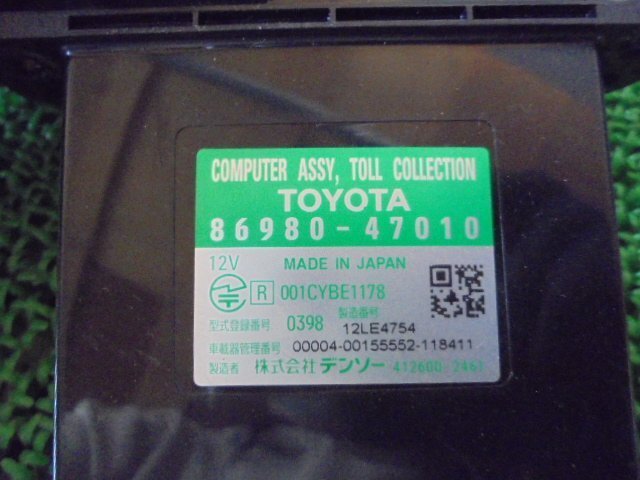 COMPUTER ASSY, TOLL COLLECTION
TOYOTA
86980-47010
12V MADE IN JAPAN
R 001CYBE1178
型式登録番号 0398 製造番号 12LE4754
車載器管理番号 00004-00155552-118411
製造者 株式会社 デンソー 412600-2461